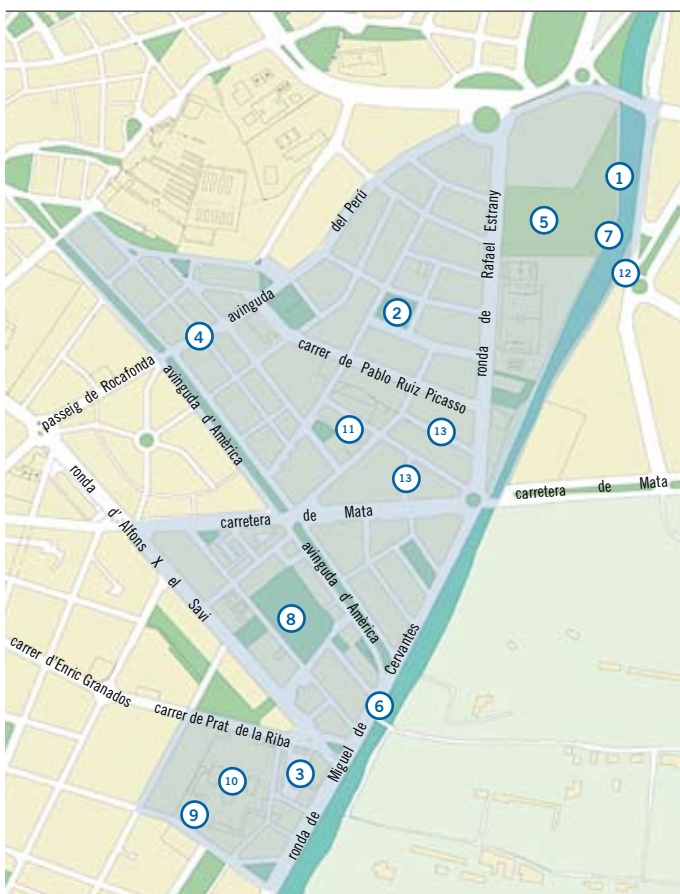 1
5
7
12
ronda de Rafael Estrany
avinguda del Perú
2
4
carrer de Pablo Ruiz Picasso
passeig de Rocafonda
avinguda d'Amèrica
11
13
13
ronda d'Alfons X el Savi
carretera de Mata
carretera de Mata
avinguda d'Amèrica
8
carrer d'Enric Granados
carrer de Prat de la Riba
6
ronda de Miguel de Cervantes
3
10
9